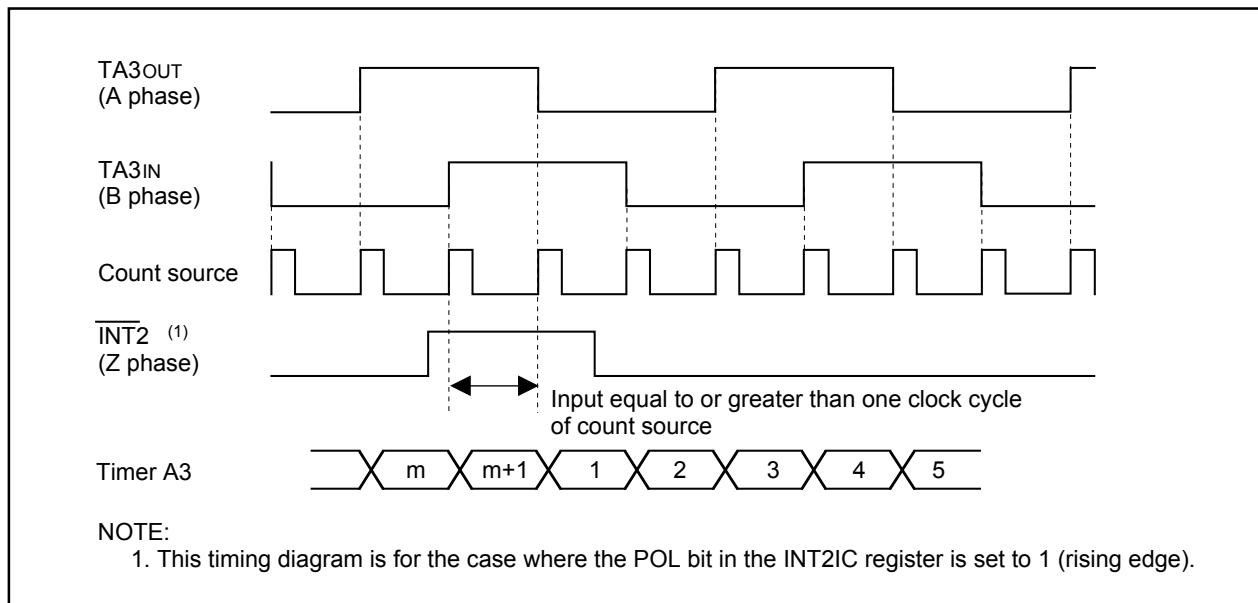 TA3OUT
(A phase)
TA3IN
(B phase)
Count source
INT2 (1)
(Z phase)
Input equal to or greater than one clock cycle
of count source
Timer A3 m m+1 1 2 3 4 5
NOTE:
1. This timing diagram is for the case where the POL bit in the INT2IC register is set to 1 (rising edge).